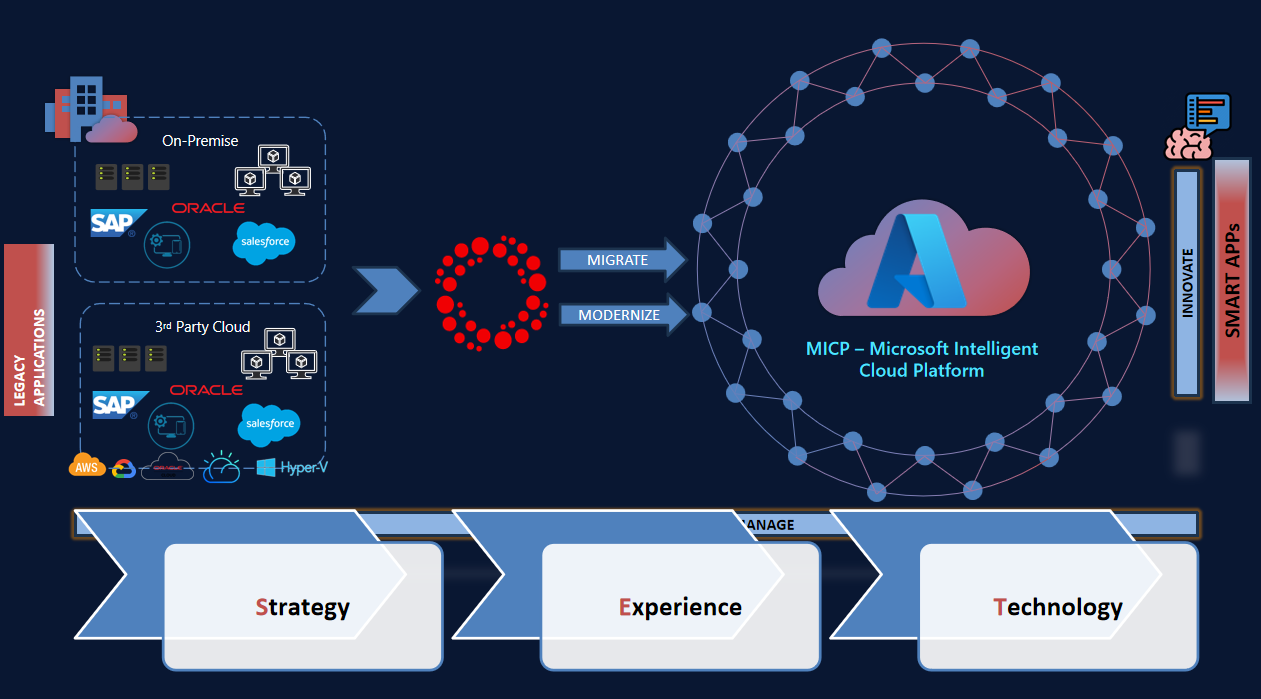 On-Premise
SAP
ORACLE
salesforce
LEGACY
APPLICATIONS
3rd Party Cloud
SAP
ORACLE
salesforce
AWS
ORACLE
Hyper-V
MIGRATE
MODERNIZE
MICP – Microsoft Intelligent
Cloud Platform
INNOVATE
SMART APPs
ANAGE
Strategy
Experience
Technology